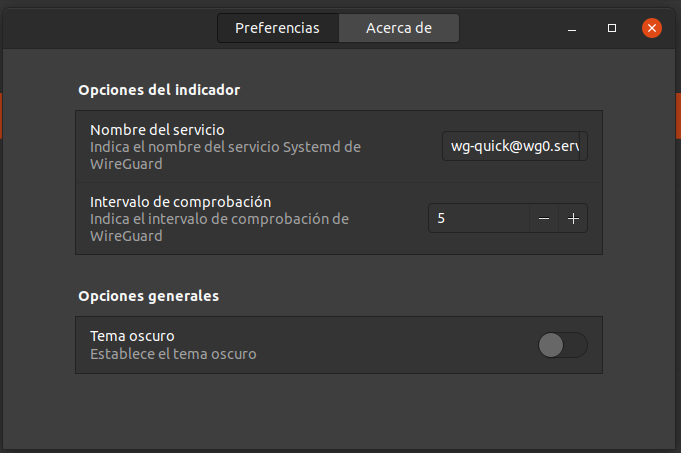 Preferencias
Acerca de
Opciones del indicador
Nombre del servicio
Indica el nombre del servicio Systemd de
WireGuard
wg-quick@wg0.serv
Intervalo de comprobación
Indica el intervalo de comprobación de
WireGuard
5
Opciones generales
Tema oscuro
Establece el tema oscuro